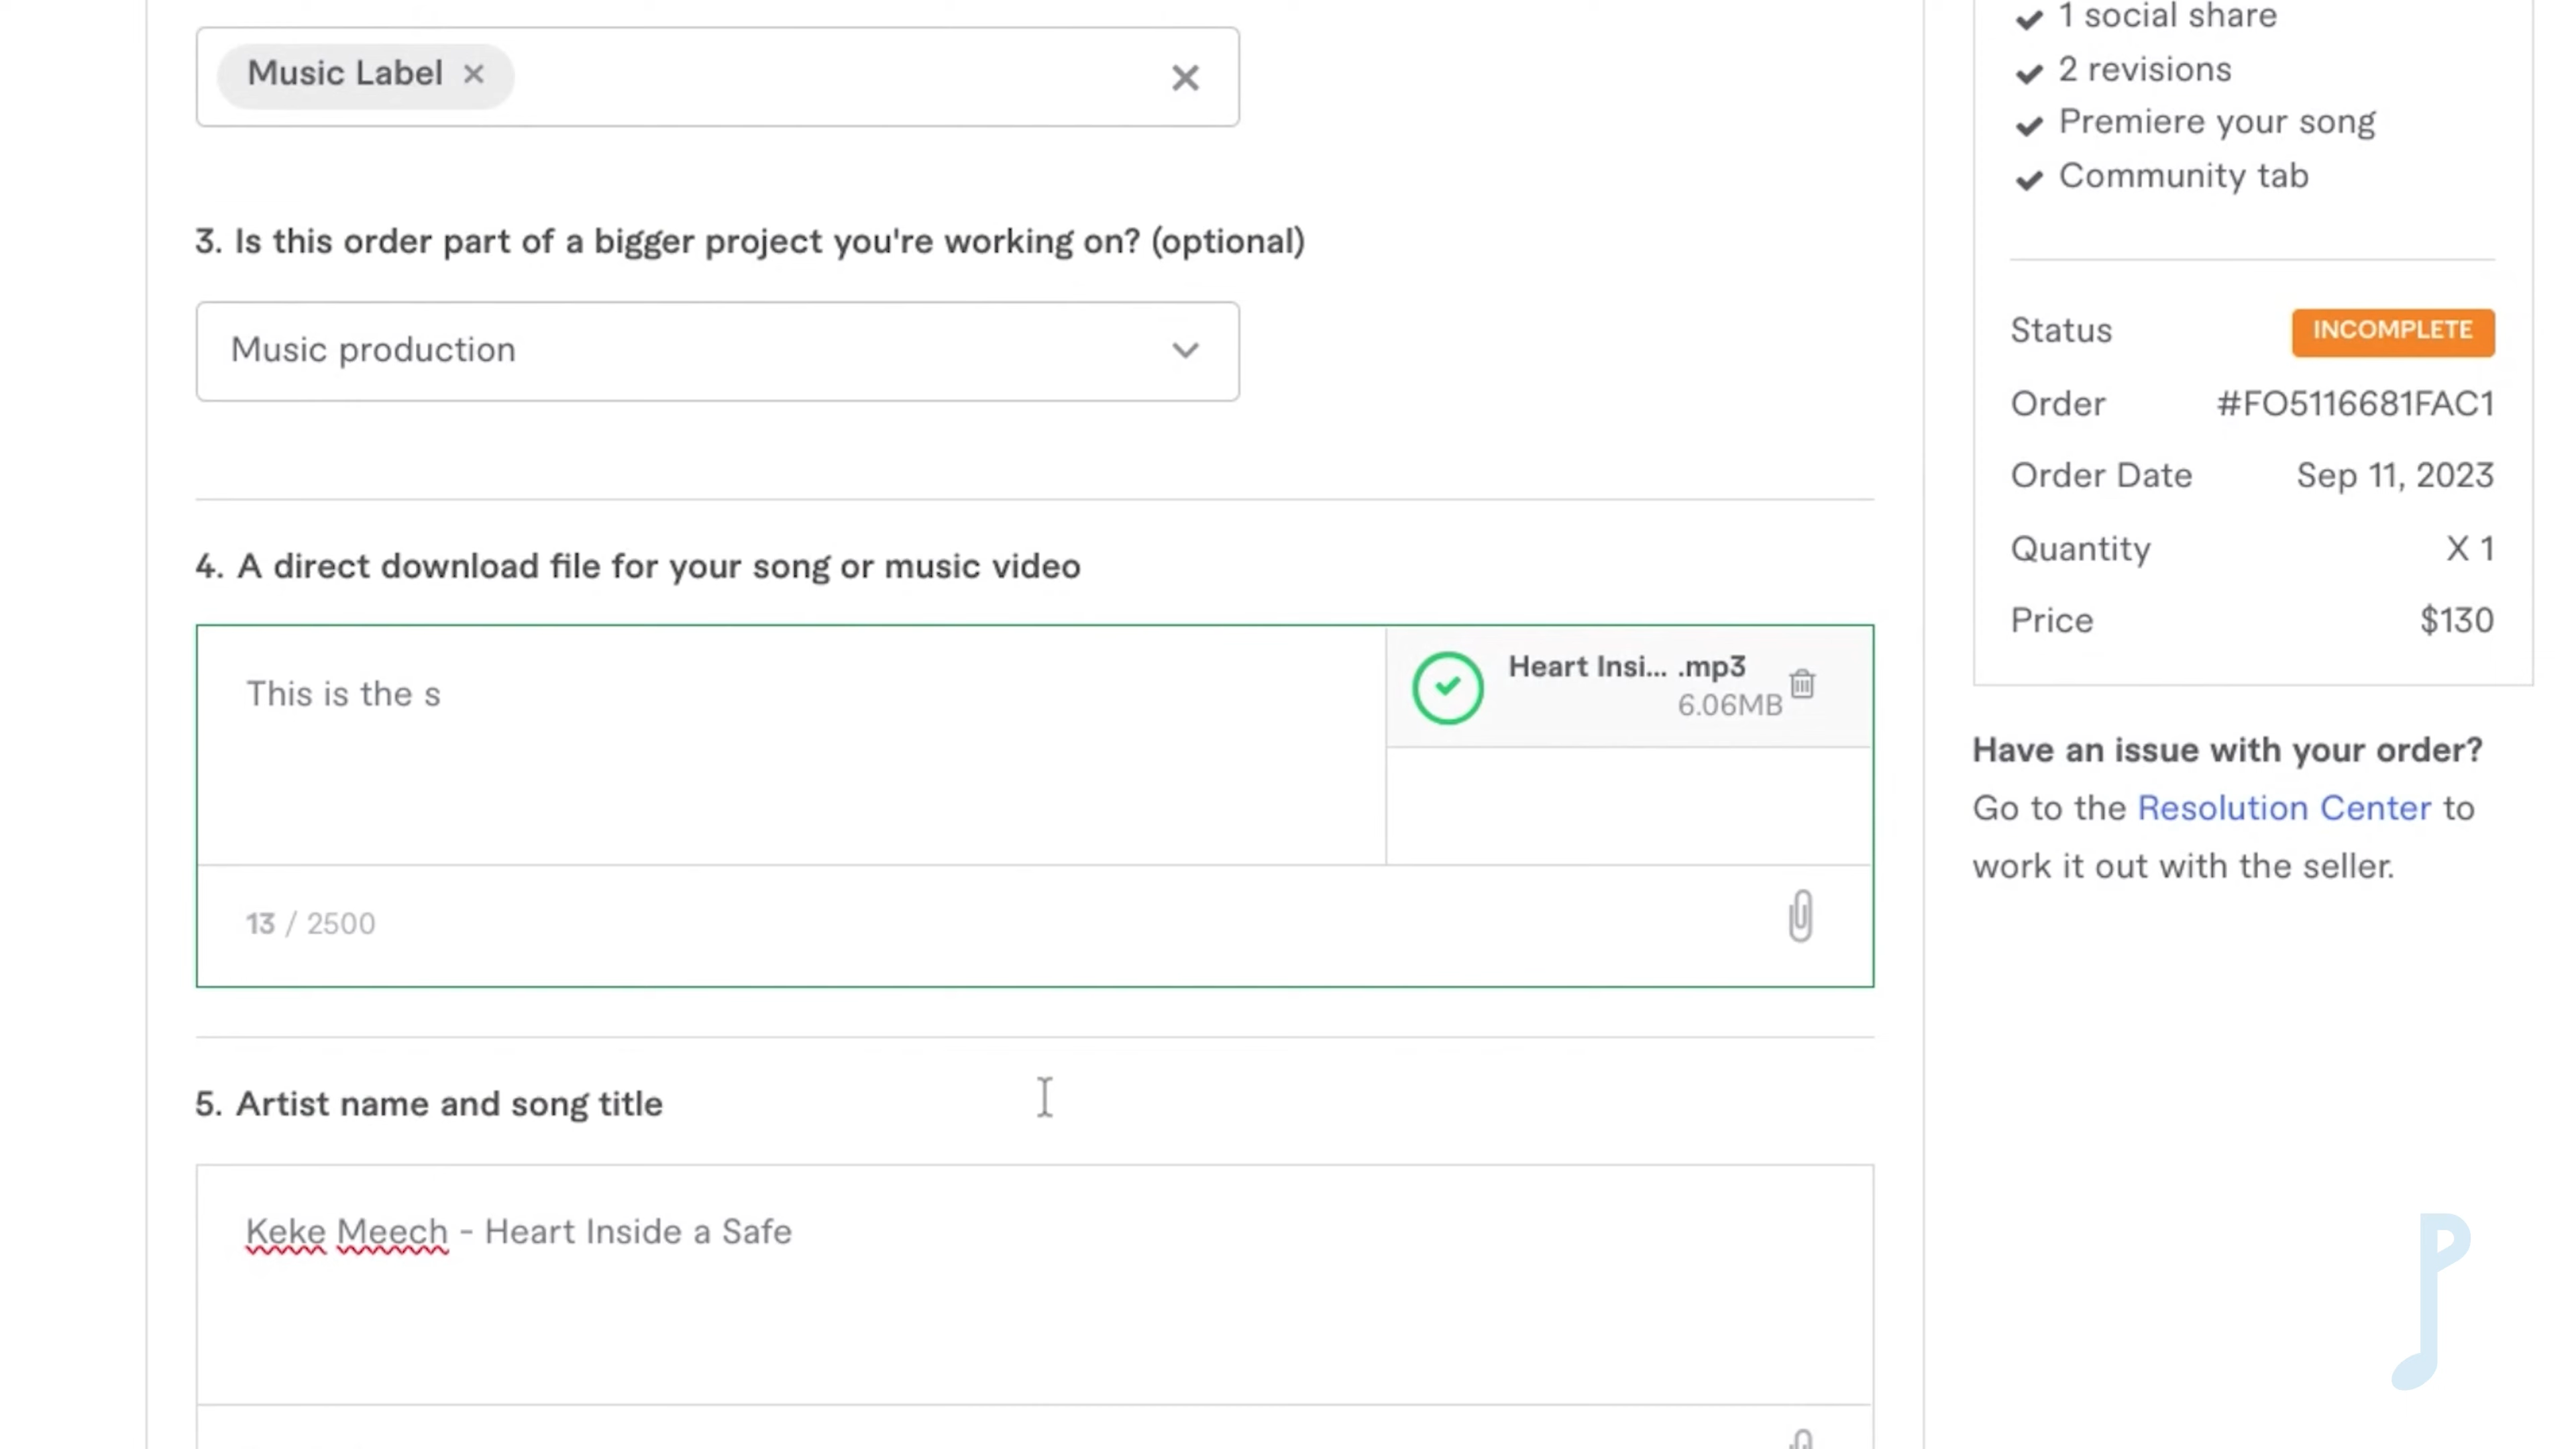 Music Label
3. Is this order part of a bigger project you're working on? (optional)
Music production
4. A direct download file for your song or music video
This is the s
Heart Insi... .mp3
6.06MB
13 / 2500
5. Artist name and song title
Keke Meech - Heart Inside a Safe
1 social share
2 revisions
Premiere your song
Community tab
Status INCOMPLETE
Order #FO5116681FAC1
Order Date Sep 11, 2023
Quantity X 1
Price $130
Have an issue with your order?
Go to the Resolution Center to
work it out with the seller.